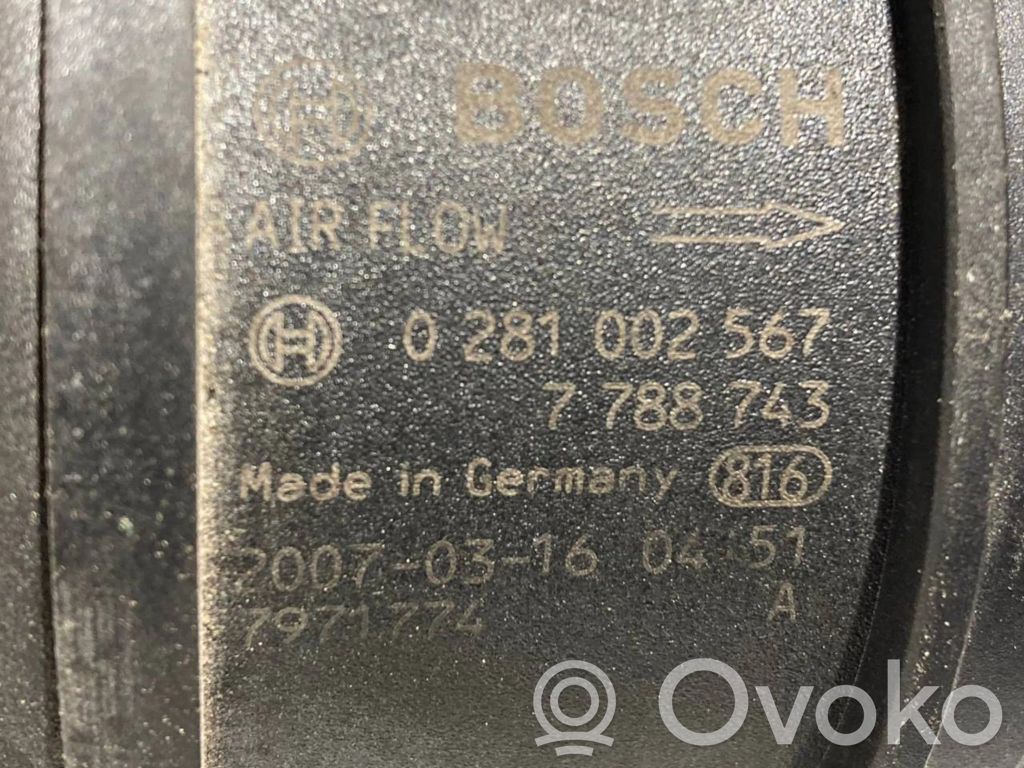 BOSCH
AIR FLOW
0 281 002 567
7 788 743
Made in Germany 816
2007-03-16 04:51
7971774 A
Ovoko